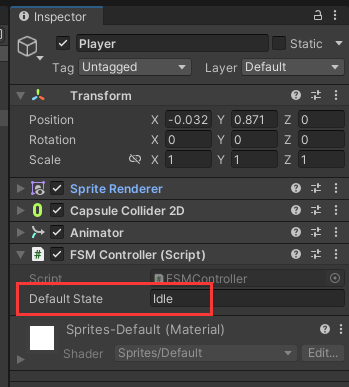 Inspector
Player
Static
Tag Untagged Layer Default
Transform
Position X -0.032 Y 0.871 Z 0
Rotation X 0 Y 0 Z 0
Scale X 1 Y 1 Z 1
Sprite Renderer
Capsule Collider 2D
Animator
FSM Controller (Script)
Script FSMController
Default State Idle
Sprites-Default (Material)
Shader Sprites/Default Edit...